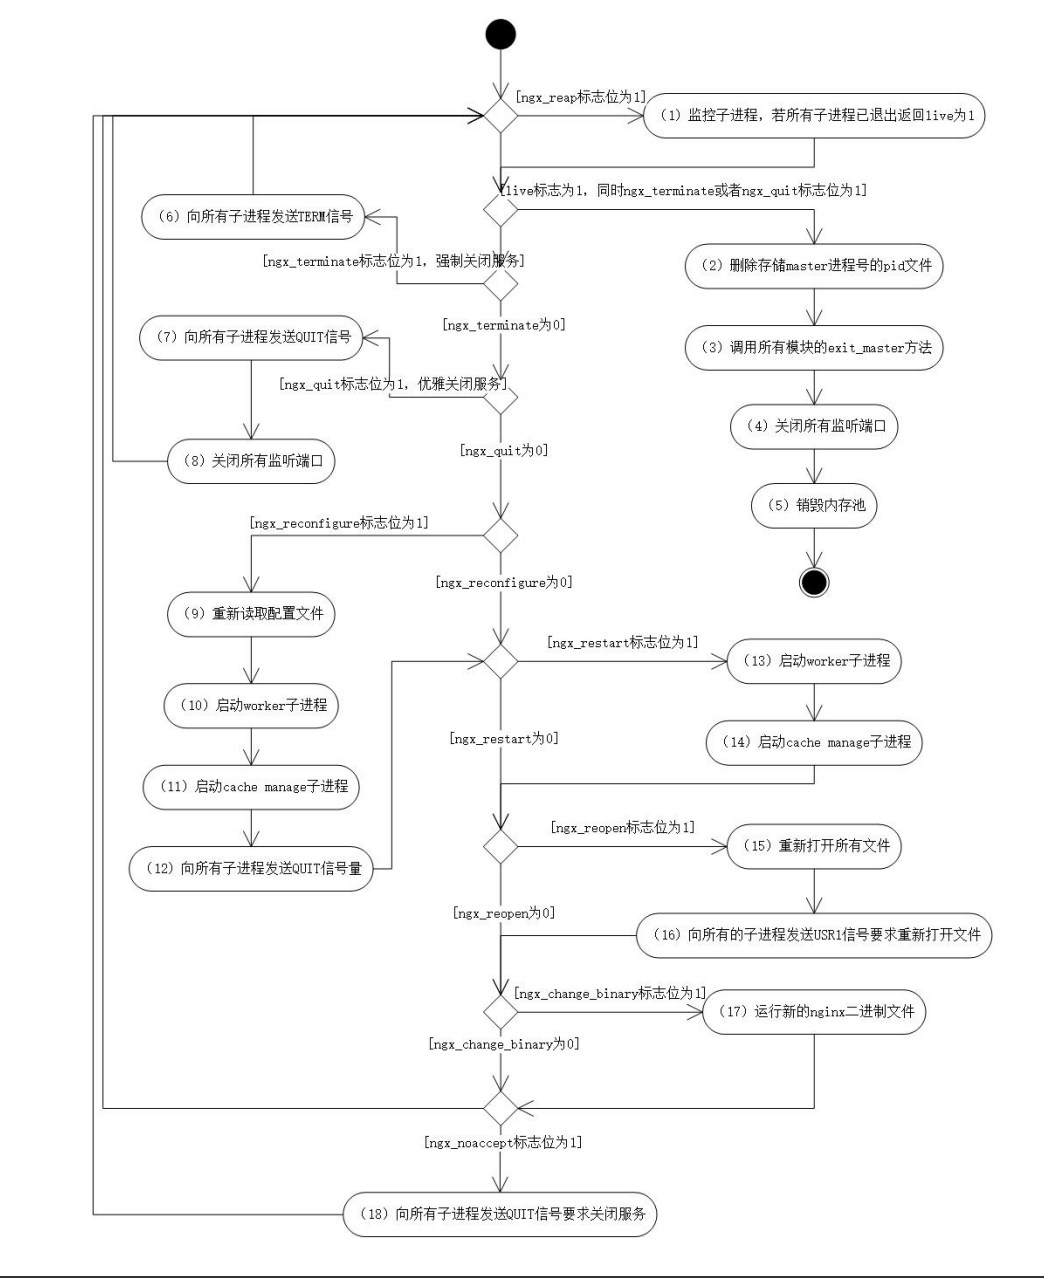 [ngx_reap标志位为1]
(1) 监控子进程，若所有子进程已退出返回live为1
[live标志为1，同时ngx_terminate或者ngx_quit标志位为1]
(6) 向所有子进程发送TERM信号
[ngx_terminate标志位为1，强制关闭服务]
(2) 删除存储master进程号的pid文件
[ngx_terminate为0]
(7) 向所有子进程发送QUIT信号
(3) 调用所有模块的exit_master方法
[ngx_quit标志位为1，优雅关闭服务]
(4) 关闭所有监听端口
[ngx_quit为0]
(8) 关闭所有监听端口
(5) 销毁内存池
[ngx_reconfigure标志位为1]
[ngx_reconfigure为0]
(9) 重新读取配置文件
[ngx_restart标志位为1]
(13) 启动worker子进程
(10) 启动worker子进程
[ngx_restart为0]
(14) 启动cache manage子进程
(11) 启动cache manage子进程
[ngx_reopen标志位为1]
(15) 重新打开所有文件
(12) 向所有子进程发送QUIT信号量
[ngx_reopen为0]
(16) 向所有的子进程发送USR1信号要求重新打开文件
[ngx_change_binary标志位为1]
(17) 运行新的nginx二进制文件
[ngx_change_binary为0]
[ngx_noaccept标志位为1]
(18) 向所有子进程发送QUIT信号要求关闭服务